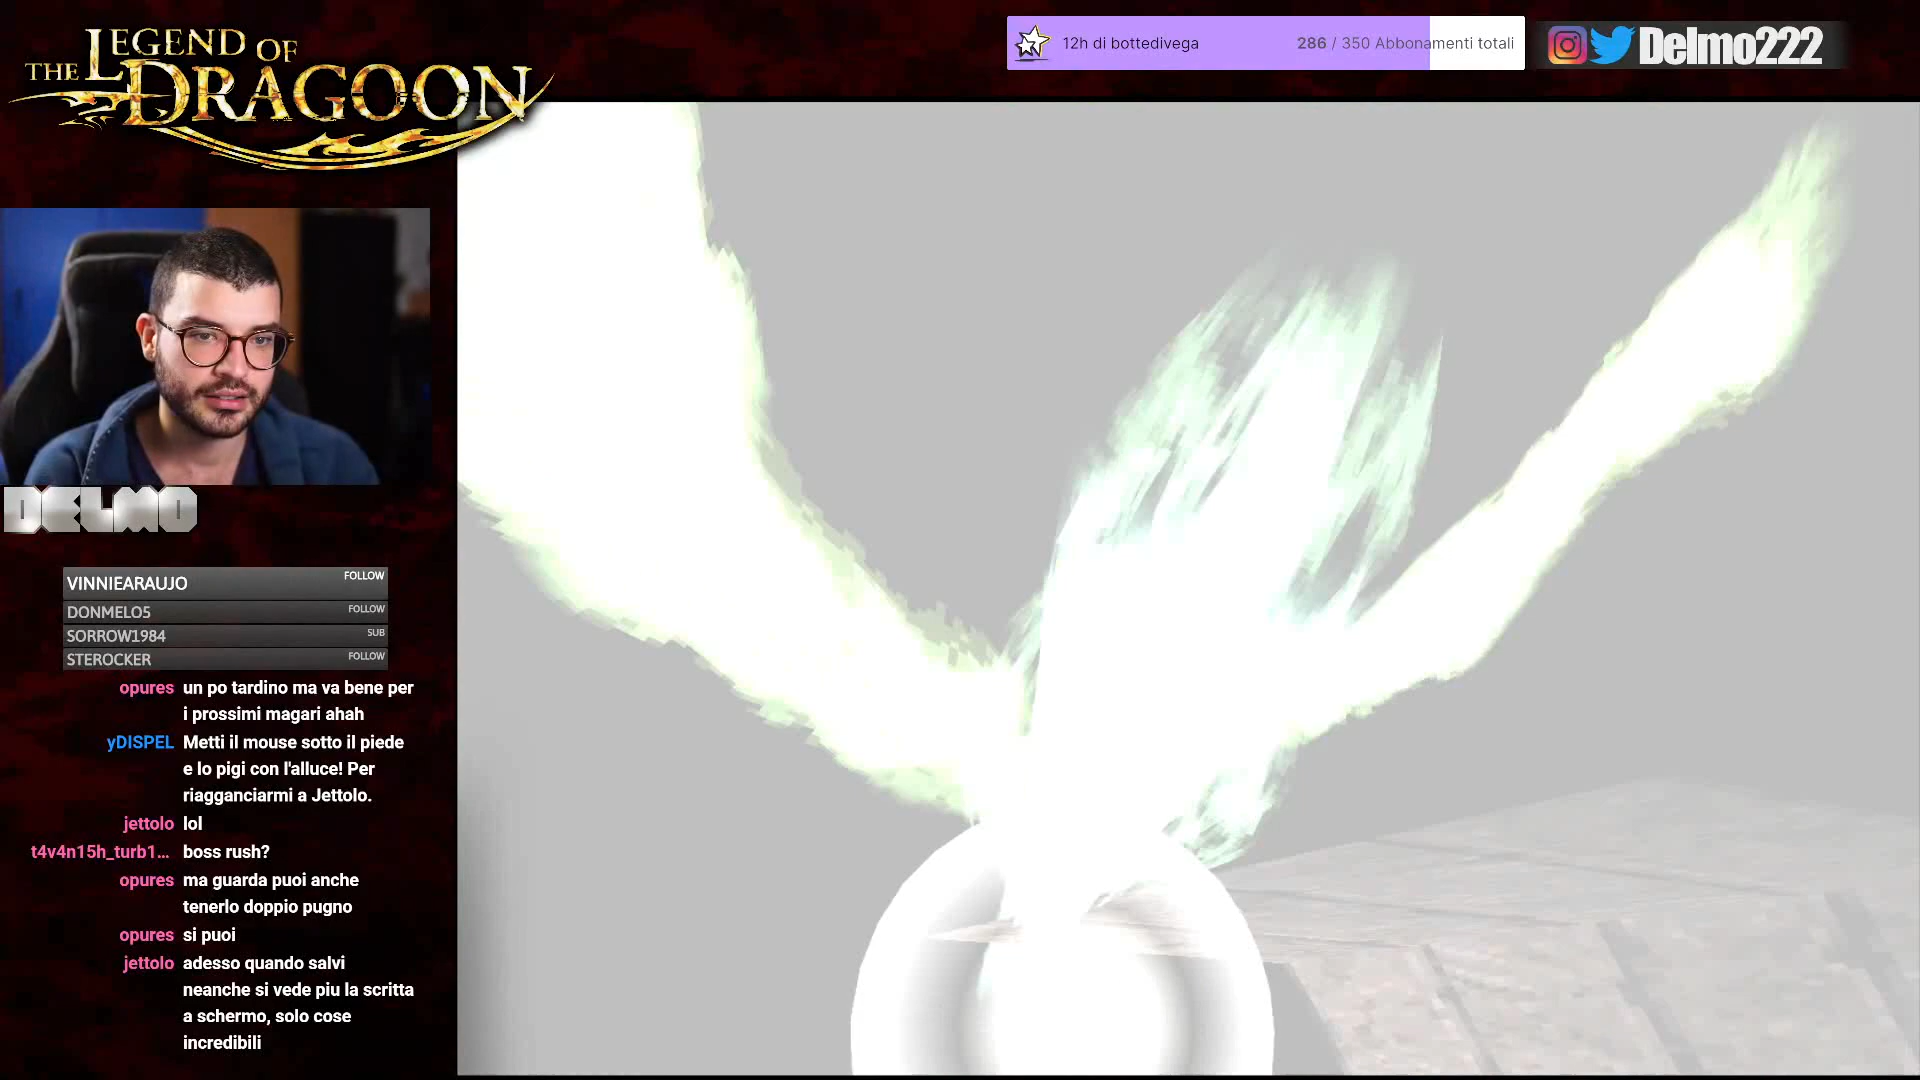 THE LEGEND OF
DRAGOON
12h di bottedivega 286 / 350 Abbonamenti totali
Delmo222
DELMO
VINNIEARAUJO FOLLOW
DONMELO5 FOLLOW
SORROW1984 SUB
STEROCKER FOLLOW
opures un po tardino ma va bene per
i prossimi magari ahah
yDISPEL Metti il mouse sotto il piede
e lo pigi con l'alluce! Per
riagganciarmi a Jettolo.
jettolo lol
t4v4n15h_turb1... boss rush?
opures ma guarda puoi anche
tenerlo doppio pugno
opures si puoi
jettolo adesso quando salvi
neanche si vede piu la scritta
a schermo, solo cose
incredibili